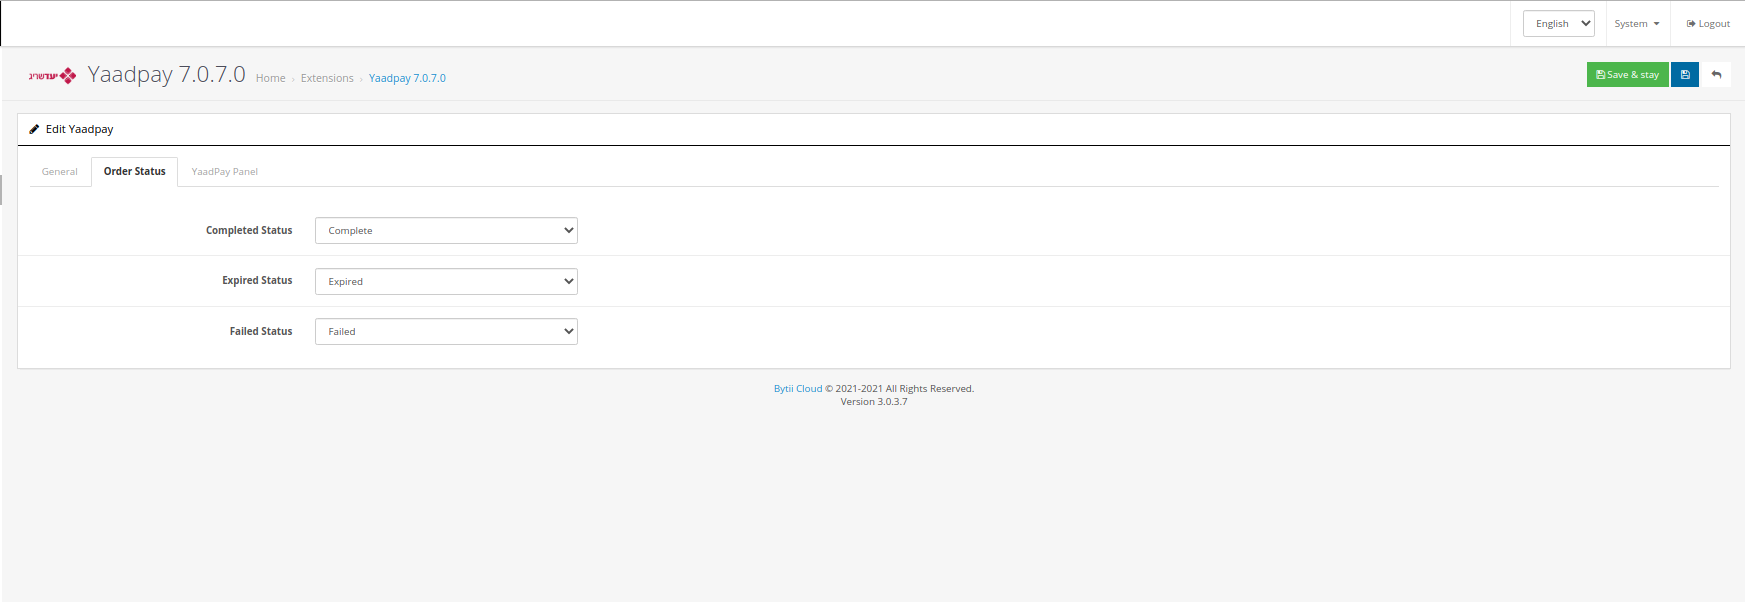 English System Logout
יעדשריג Yaadpay 7.0.7.0 Home › Extensions › Yaadpay 7.0.7.0 Save & stay
Edit Yaadpay
General Order Status YaadPay Panel
Completed Status Complete
Expired Status Expired
Failed Status Failed
Bytii Cloud © 2021-2021 All Rights Reserved.
Version 3.0.3.7